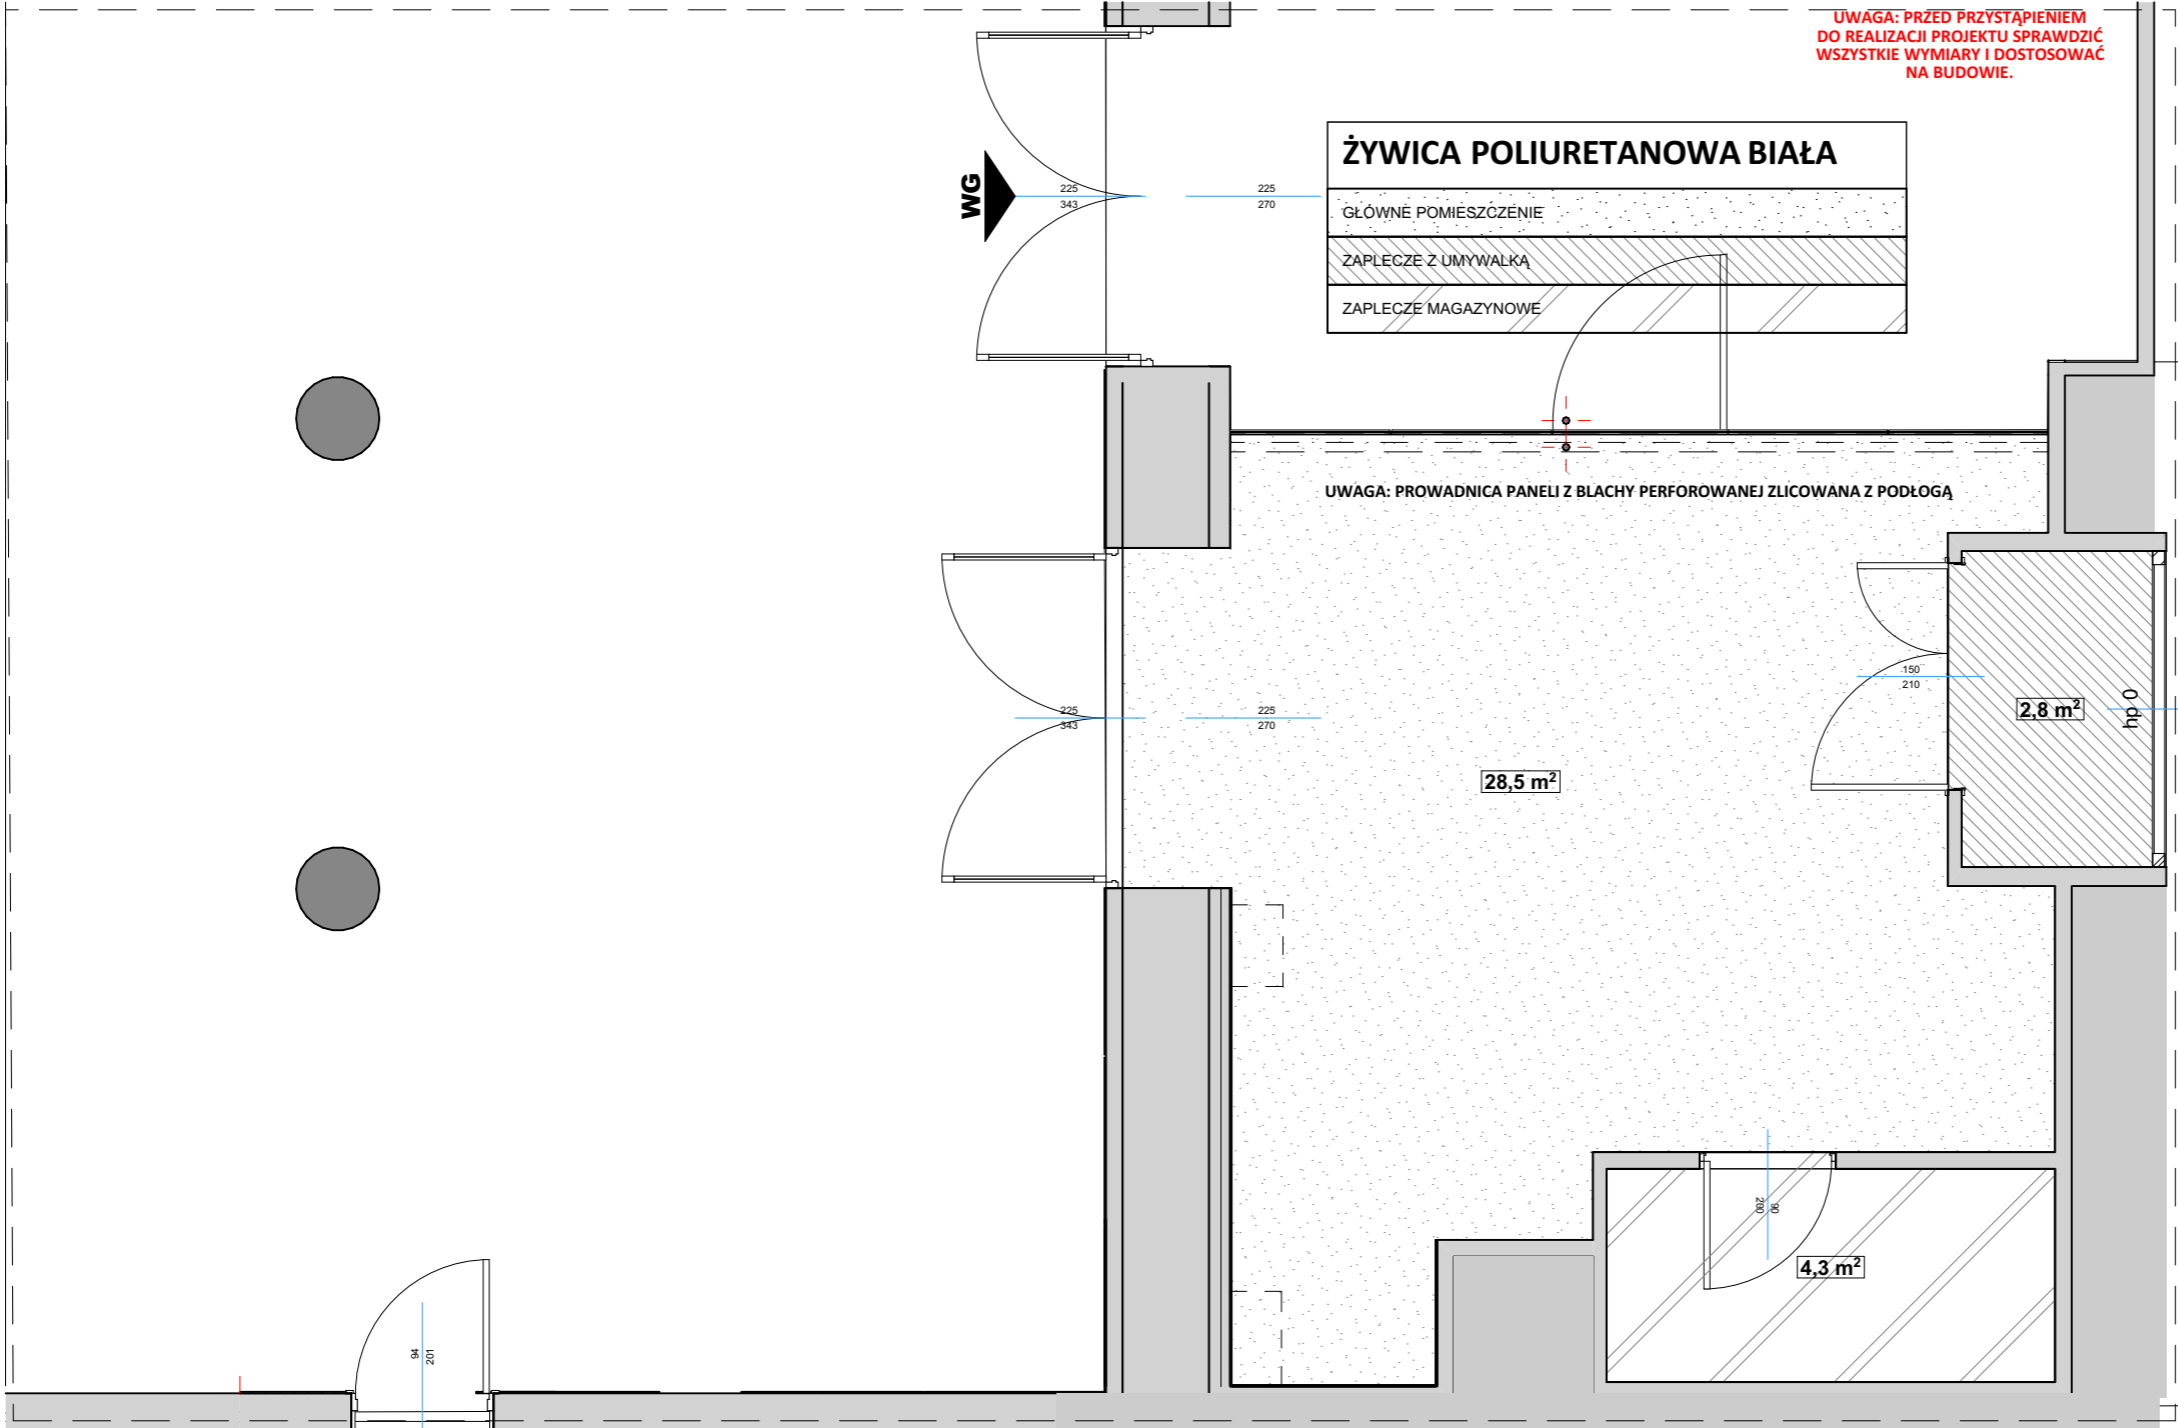 UWAGA: PRZED PRZYSTĄPIENIEM
DO REALIZACJI PROJEKTU SPRAWDZIĆ
WSZYSTKIE WYMIARY I DOSTOSOWAĆ
NA BUDOWIE.
ŻYWICA POLIURETANOWA BIAŁA
GŁÓWNE POMIESZCZENIE
ZAPLECZE Z UMYWALKĄ
ZAPLECZE MAGAZYNOWE
WG
225
343
225
270
UWAGA: PROWADNICA PANELI Z BLACHY PERFOROWANEJ ZLICOWANA Z PODŁOGĄ
150
210
2,8 m²
hp 0
225
343
225
270
28,5 m²
90
200
4,3 m²
94
201